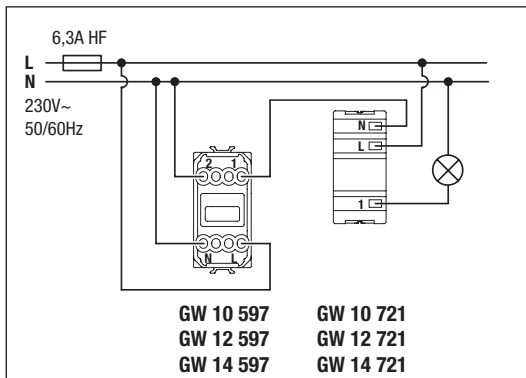 6,3A HF
L
N
230V~
50/60Hz
N
L
1
2 1
N L
GW 10 597 GW 10 721
GW 12 597 GW 12 721
GW 14 597 GW 14 721